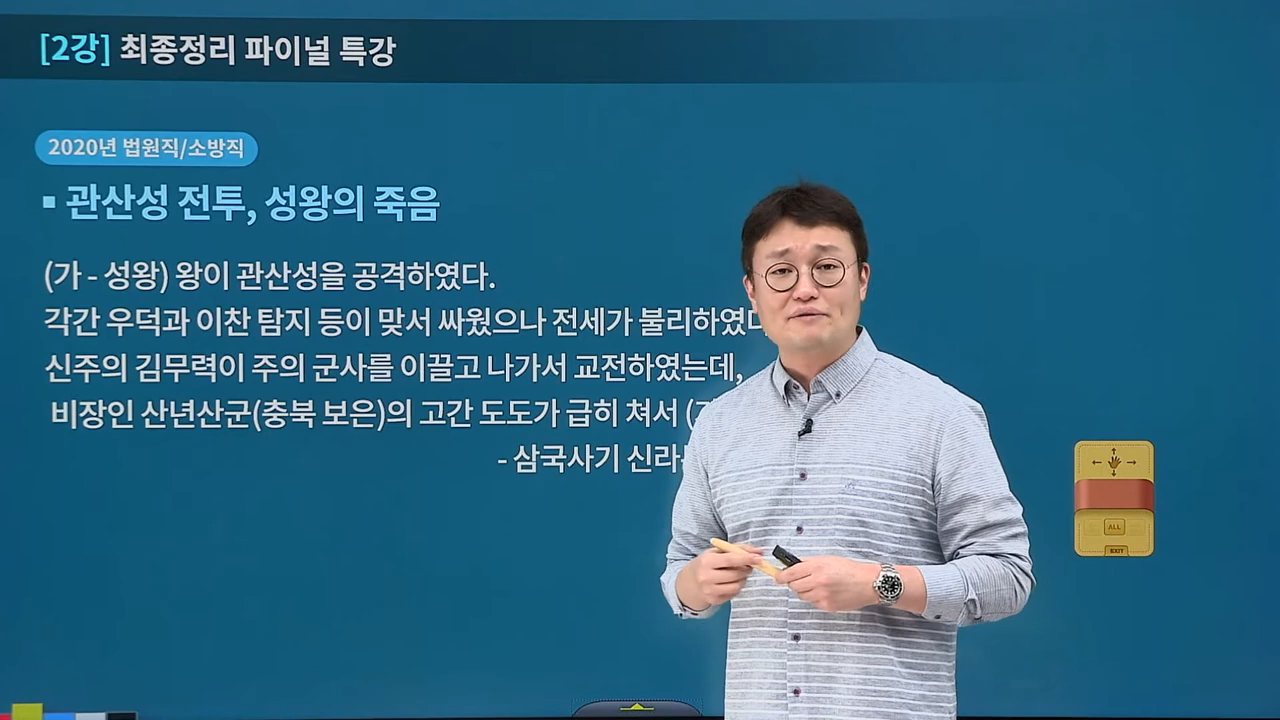 [2강] 최종정리 파이널 특강
2020년 법원직/소방직
▪ 관산성 전투, 성왕의 죽음
(가 - 성왕) 왕이 관산성을 공격하였다.
각간 우덕과 이찬 탐지 등이 맞서 싸웠으나 전세가 불리하였
신주의 김무력이 주의 군사를 이끌고 나가서 교전하였는데,
비장인 산년산군(충북 보은)의 고간 도도가 급히 쳐서 (
- 삼국사기 신라
ALL
EXIT